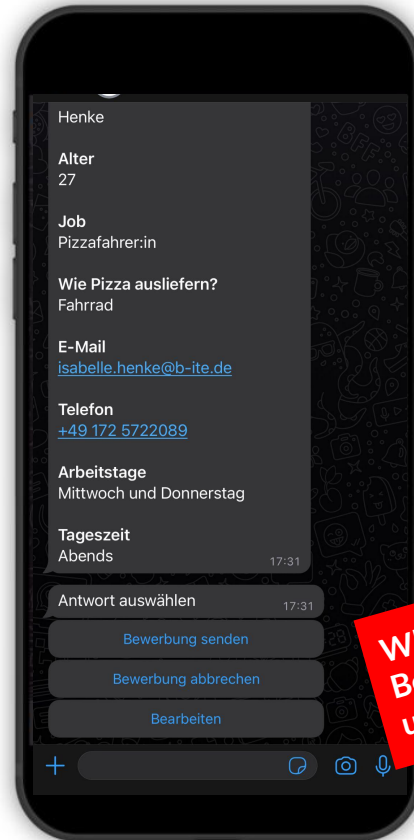 Henke
Alter
27
Job
Pizzafahrer:in
Wie Pizza ausliefern?
Fahrrad
E-Mail
isabelle.henke@b-ite.de
Telefon
+49 172 5722089
Arbeitstage
Mittwoch und Donnerstag
Tageszeit
Abends
17:31
Antwort auswählen
17:31
Bewerbung senden
Bewerbung abbrechen
Bearbeiten